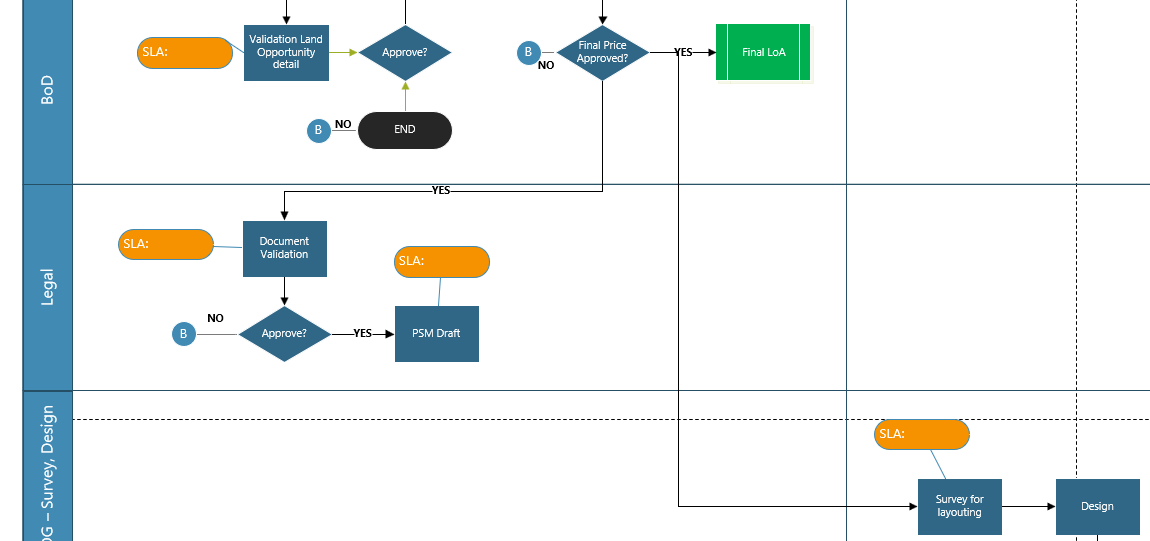 BoD
SLA:
Validation Land
Opportunity
detail
Approve?
B
NO
Final Price
Approved?
YES
Final LoA
B
NO
END
YES
Legal
SLA:
Document
Validation
SLA:
B
NO
Approve?
YES
PSM Draft
– Survey, Design
SLA:
Survey for
layouting
Design